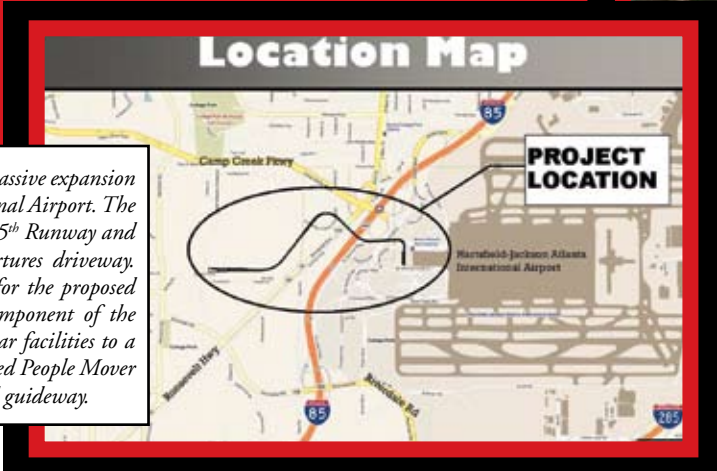 Location Map
assive expansion
nal Airport. The
5th Runway and
rtures driveway.
for the proposed
mponent of the
ar facilities to a
ed People Mover
guideway.
85
Camp Creek Pkwy
PROJECT
LOCATION
Hartsfield-Jackson Atlanta
International Airport
Roosevelt Hwy
Riverdale Rd
85
285